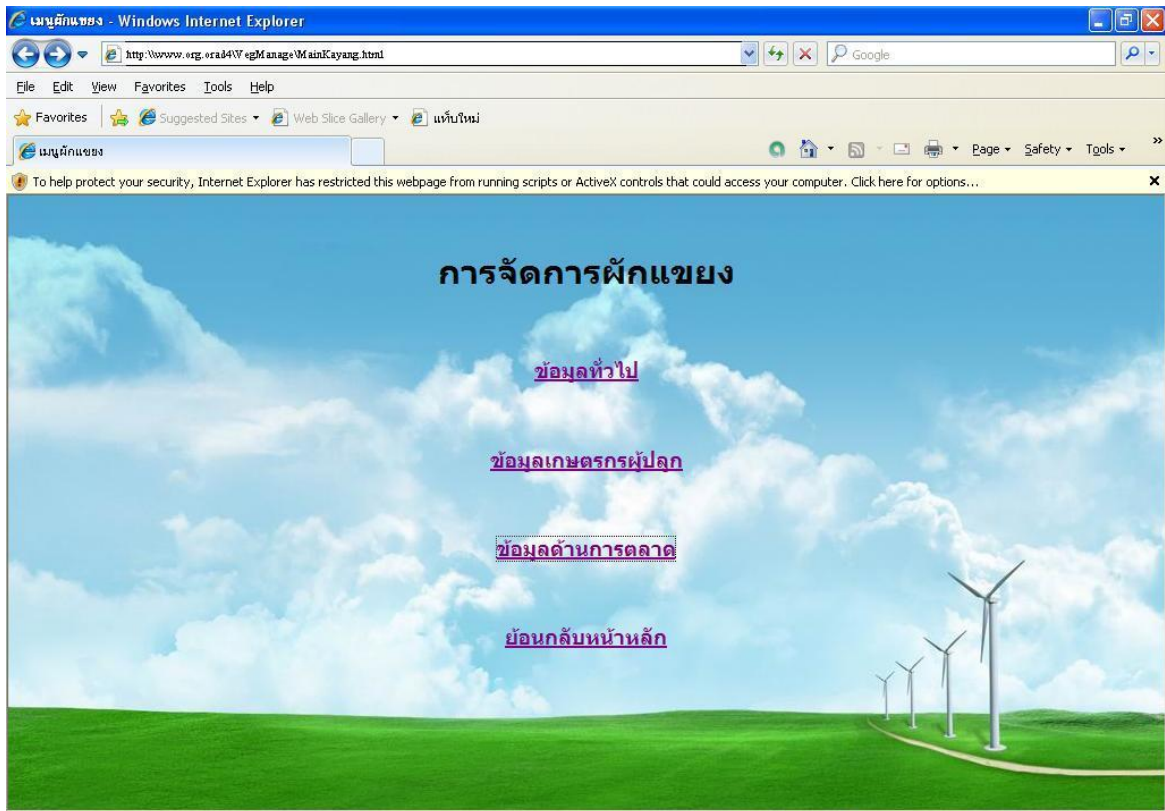 เมนูผักแขยง - Windows Internet Explorer
http:\\www.org.orad4\VegManage\MainKayang.html
Google
File Edit View Favorites Tools Help
Favorites Suggested Sites Web Slice Gallery แท็บใหม่
เมนูผักแขยง Page Safety Tools »
To help protect your security, Internet Explorer has restricted this webpage from running scripts or ActiveX controls that could access your computer. Click here for options...
การจัดการผักแขยง
ข้อมูลทั่วไป
ข้อมูลเกษตรกรผู้ปลูก
ข้อมูลด้านการตลาด
ย้อนกลับหน้าหลัก